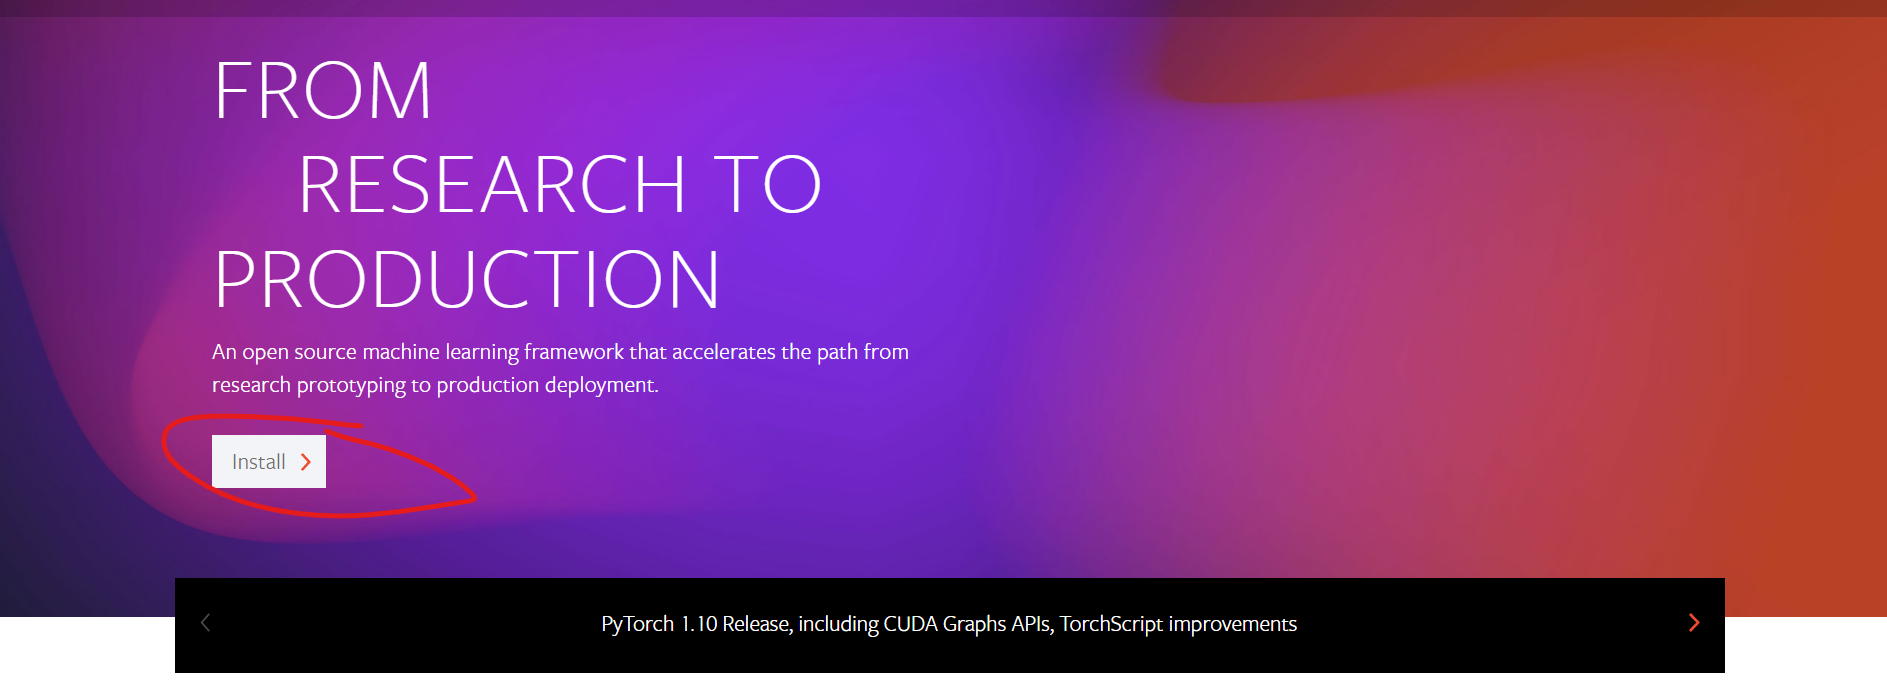 FROM
RESEARCH TO
PRODUCTION
An open source machine learning framework that accelerates the path from
research prototyping to production deployment.
Install
PyTorch 1.10 Release, including CUDA Graphs APIs, TorchScript improvements